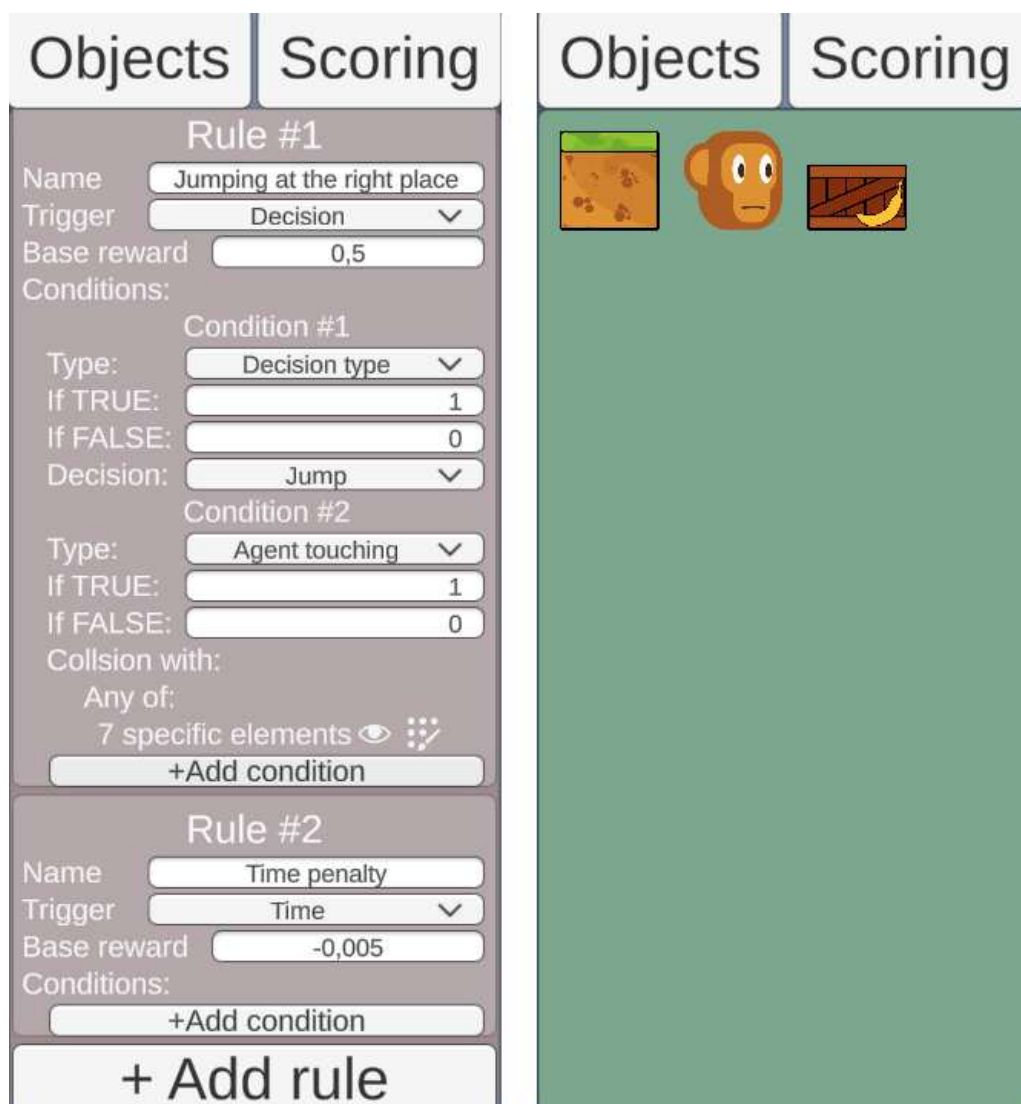 Objects Scoring
Rule #1
Name Jumping at the right place
Trigger Decision
Base reward 0,5
Conditions:
Condition #1
Type: Decision type
If TRUE: 1
If FALSE: 0
Decision: Jump
Condition #2
Type: Agent touching
If TRUE: 1
If FALSE: 0
Collsion with:
Any of:
7 specific elements
+Add condition
Rule #2
Name Time penalty
Trigger Time
Base reward -0,005
Conditions:
+Add condition
+ Add rule
Objects Scoring